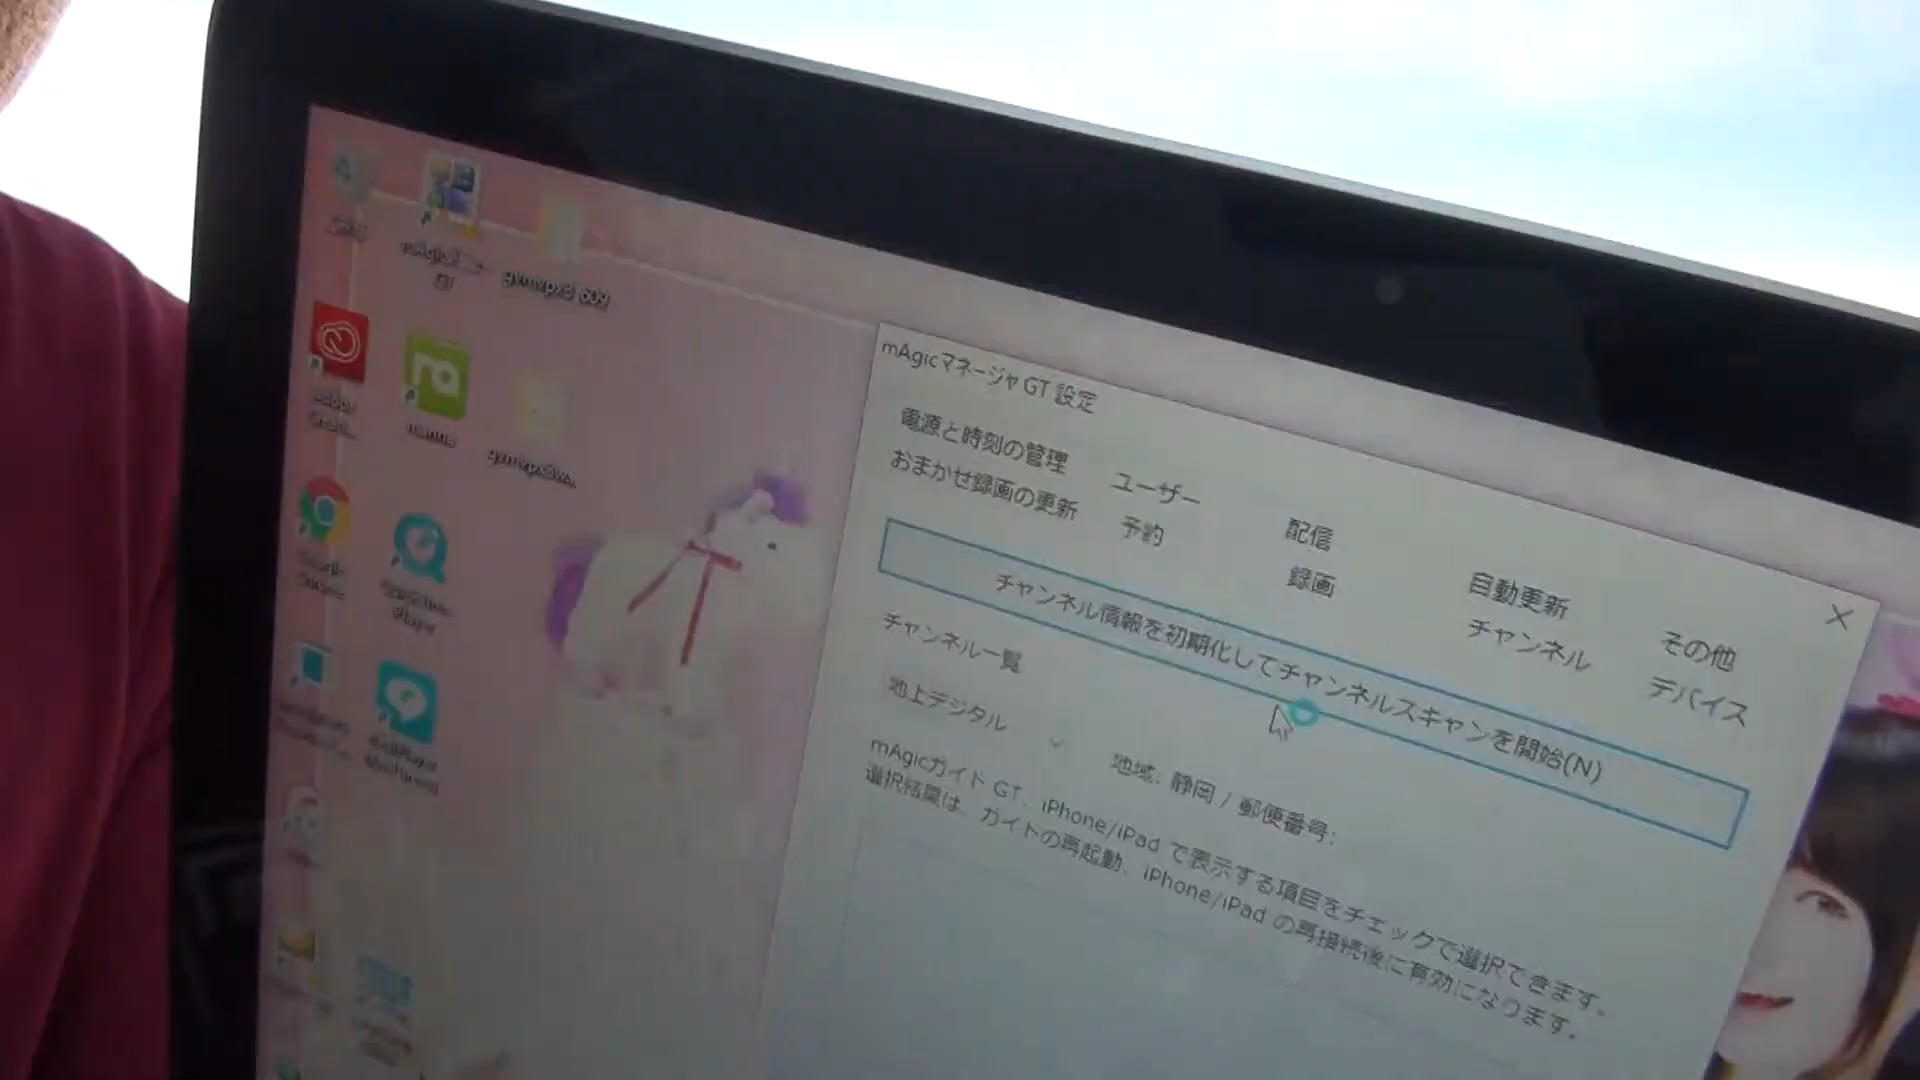 ごみ箱
GT
gvmvpx3_609
manna
Google
Player
mAgicマネージャ GT 設定
電源と時刻の管理
ユーザー
配信
自動更新
その他
おまかせ録画の更新
予約
録画
チャンネル
デバイス
チャンネル情報を初期化してチャンネルスキャンを開始(N)
チャンネル一覧
地上デジタル
地域: 静岡 / 郵便番号:
mAgicガイド GT、iPhone/iPad で表示する項目をチェックで選択できます。
選択結果は、ガイドの再起動、iPhone/iPad の再接続後に有効になります。